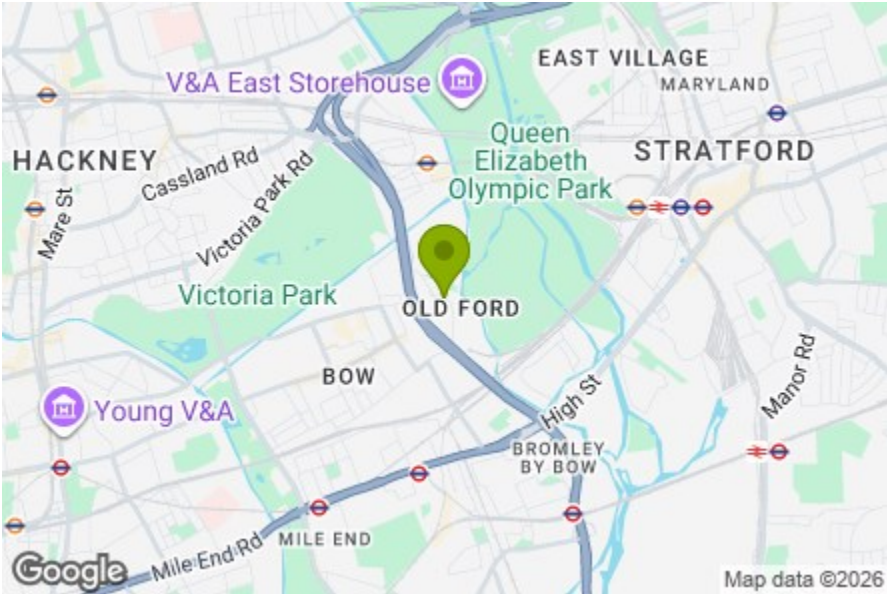 EAST VILLAGE
V&A East Storehouse
MARYLAND
Queen
Elizabeth
Olympic Park
STRATFORD
HACKNEY
Cassland Rd
Victoria Park Rd
Mare St
Victoria Park
OLD FORD
BOW
Manor Rd
Young V&A
High St
BROMLEY
BY BOW
MILE END
Mile End Rd
Google
Map data ©2026